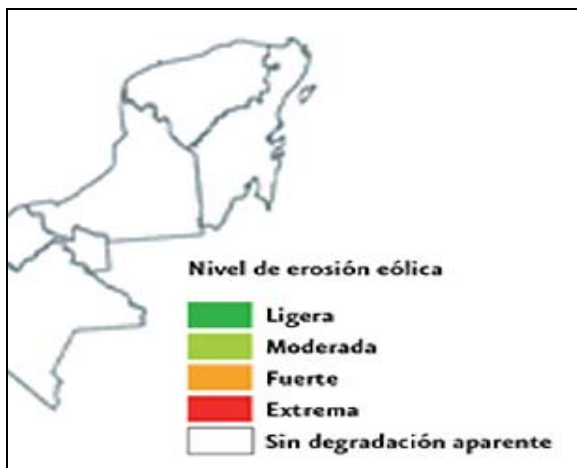 Nivel de erosión eólica
Ligera
Moderada
Fuerte
Extrema
Sin degradación aparente